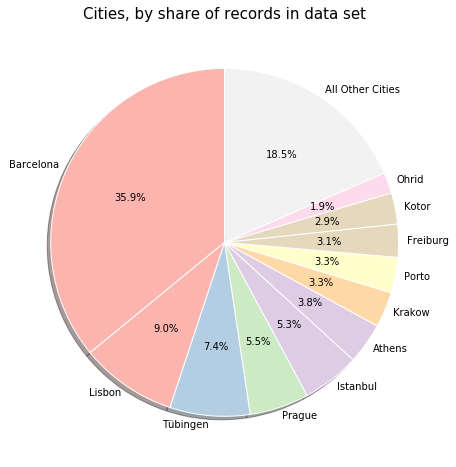 Cities, by share of records in data set
All Other Cities
18.5%
Barcelona
35.9%
Ohrid
1.9%
Kotor
2.9%
Freiburg
3.1%
Porto
3.3%
Krakow
3.3%
Athens
3.8%
Istanbul
5.3%
Prague
5.5%
Tübingen
7.4%
Lisbon
9.0%